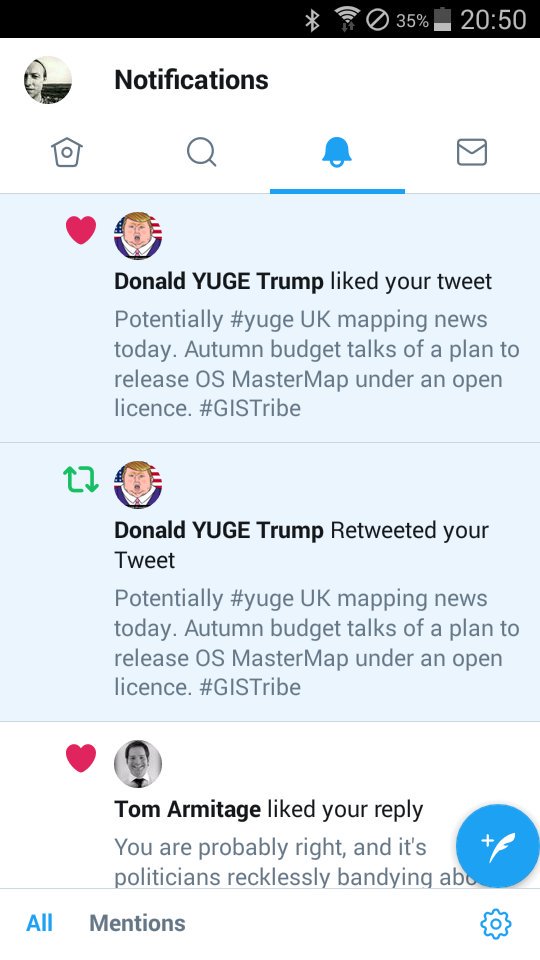 35% 20:50
Notifications
Donald YUGE Trump liked your tweet
Potentially #yuge UK mapping news
today. Autumn budget talks of a plan to
release OS MasterMap under an open
licence. #GISTribe
Donald YUGE Trump Retweeted your
Tweet
Potentially #yuge UK mapping news
today. Autumn budget talks of a plan to
release OS MasterMap under an open
licence. #GISTribe
Tom Armitage liked your reply
You are probably right, and it's
politicians recklessly bandying
All Mentions